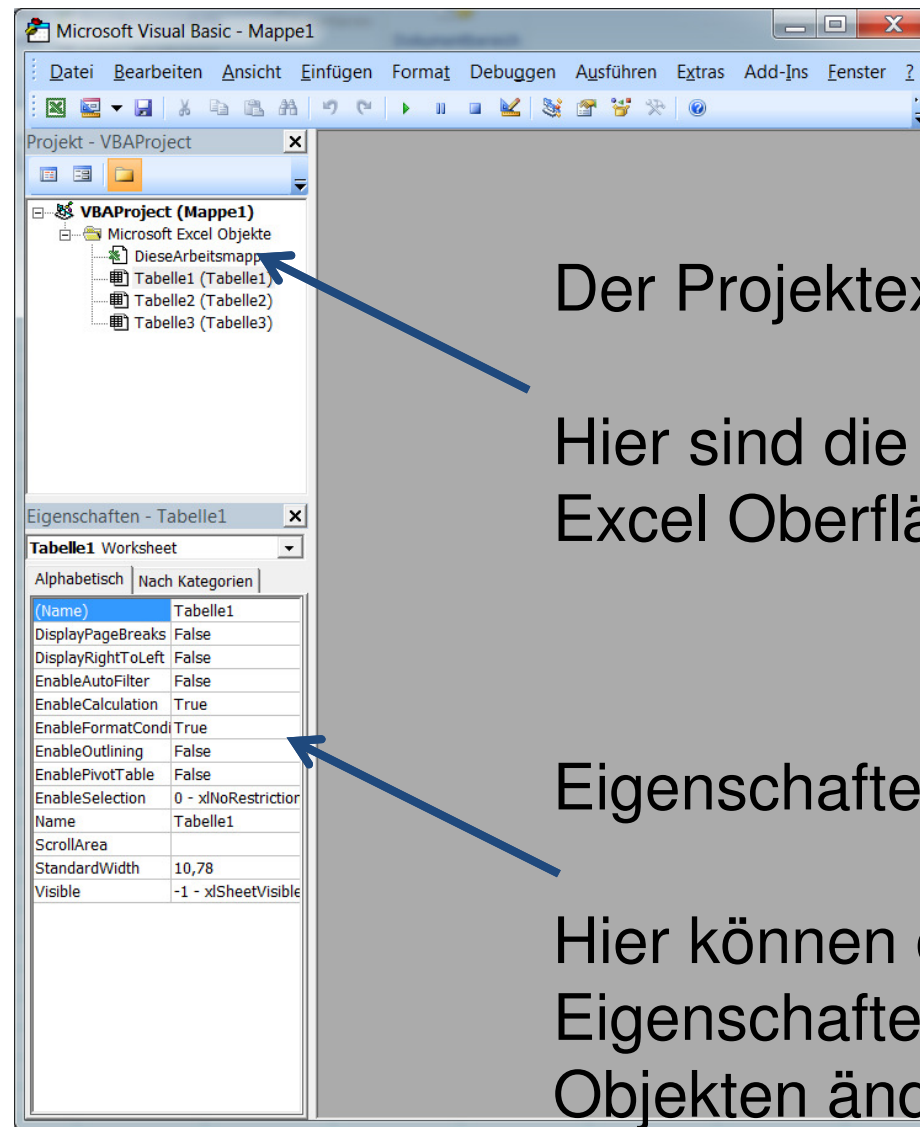 Microsoft Visual Basic - Mappe1
Datei Bearbeiten Ansicht Einfügen Format Debuggen Ausführen Extras Add-Ins Fenster ?
Projekt - VBAProject
VBAProject (Mappe1)
Microsoft Excel Objekte
DieseArbeitsmapp
Tabelle1 (Tabelle1)
Tabelle2 (Tabelle2)
Tabelle3 (Tabelle3)
Der Projektex
Hier sind die
Excel Oberflä
Eigenschaften - Tabelle1
Tabelle1 Worksheet
Alphabetisch Nach Kategorien
(Name) Tabelle1
DisplayPageBreaks False
DisplayRightToLeft False
EnableAutoFilter False
EnableCalculation True
EnableFormatCondi True
EnableOutlining False
EnablePivotTable False
EnableSelection 0 - xlNoRestriction
Name Tabelle1
ScrollArea
StandardWidth 10,78
Visible -1 - xlSheetVisible
Eigenschafte
Hier können
Eigenschafte
Objekten änd